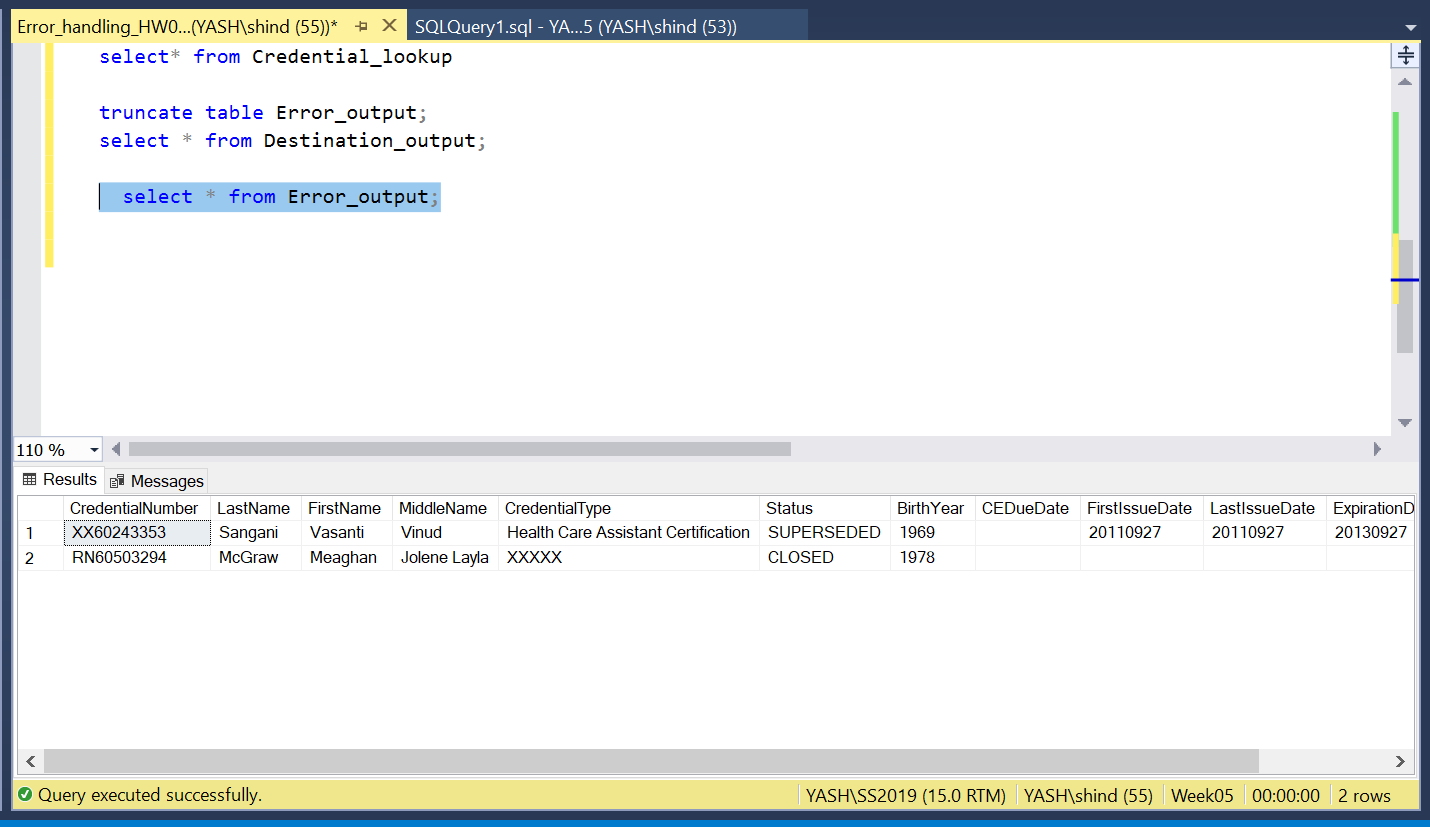 Error_handling_HW0...(YASH\shind (55))* SQLQuery1.sql - YA...5 (YASH\shind (53))
select* from Credential_lookup
truncate table Error_output;
select * from Destination_output;
select * from Error_output;
110 %
Results Messages
CredentialNumber LastName FirstName MiddleName CredentialType Status BirthYear CEDueDate FirstIssueDate LastIssueDate ExpirationD
1 XX60243353 Sangani Vasanti Vinud Health Care Assistant Certification SUPERSEDED 1969 20110927 20110927 20130927
2 RN60503294 McGraw Meaghan Jolene Layla XXXXX CLOSED 1978
Query executed successfully. YASH\SS2019 (15.0 RTM) YASH\shind (55) Week05 00:00:00 2 rows